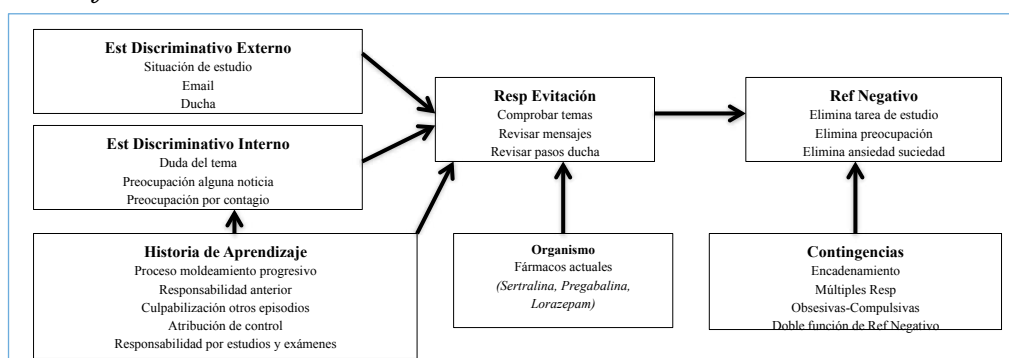 Est Discriminativo Externo
Situación de estudio
Email
Ducha
Est Discriminativo Interno
Duda del tema
Preocupación alguna noticia
Preocupación por contagio
Historia de Aprendizaje
Proceso moldeamiento progresivo
Responsabilidad anterior
Culpabilización otros episodios
Atribución de control
Responsabilidad por estudios y exámenes
Resp Evitación
Comprobar temas
Revisar mensajes
Revisar pasos ducha
Organismo
Fármacos actuales
(Sertralina, Pregabalina,
Lorazepam)
Ref Negativo
Elimina tarea de estudio
Elimina preocupación
Elimina ansiedad suciedad
Contingencias
Encadenamiento
Múltiples Resp
Obsesivas-Compulsivas
Doble función de Ref Negativo